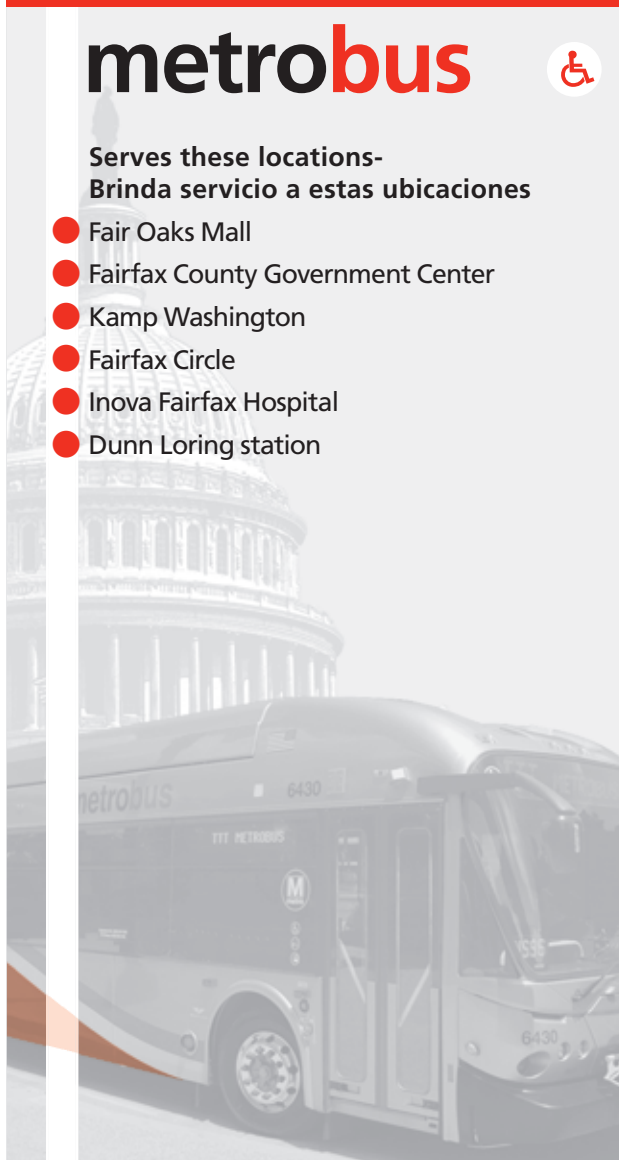 metrobus
Serves these locations-
Brinda servicio a estas ubicaciones
Fair Oaks Mall
Fairfax County Government Center
Kamp Washington
Fairfax Circle
Inova Fairfax Hospital
Dunn Loring station
metrobus
6430
TYT METROBUS
M
6430